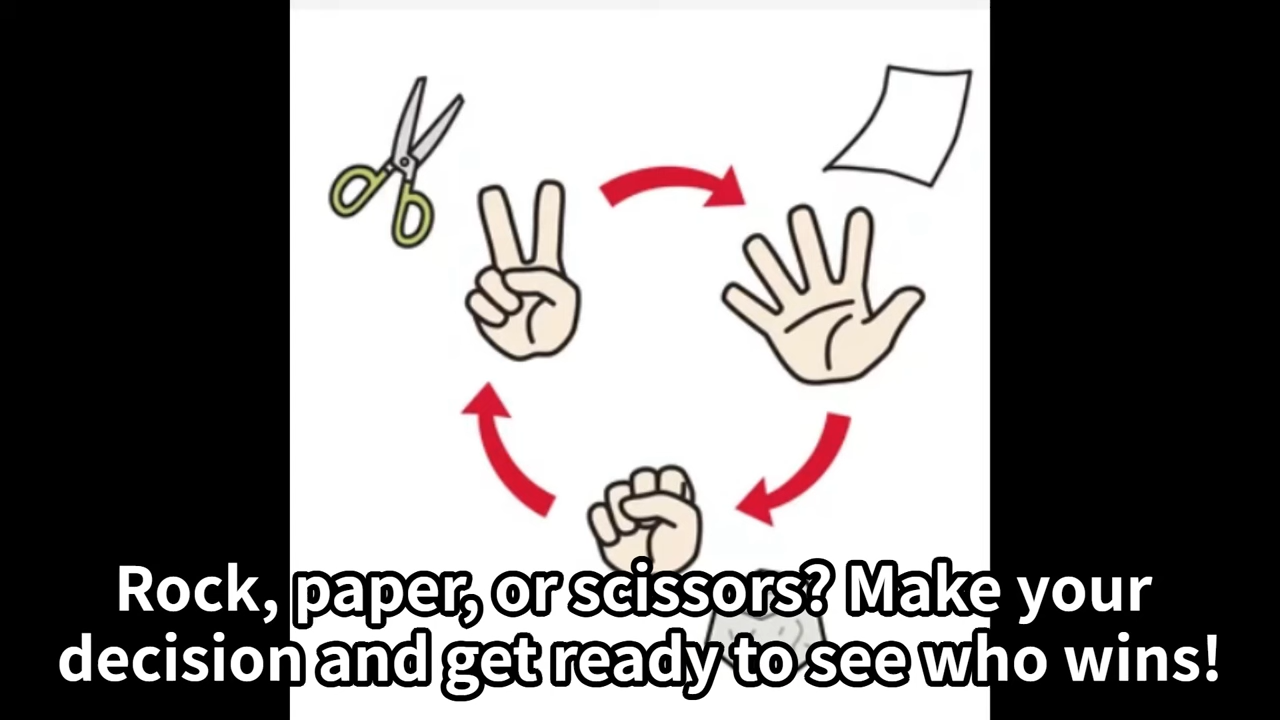 Rock, paper, or scissors? Make your
decision and get ready to see who wins!